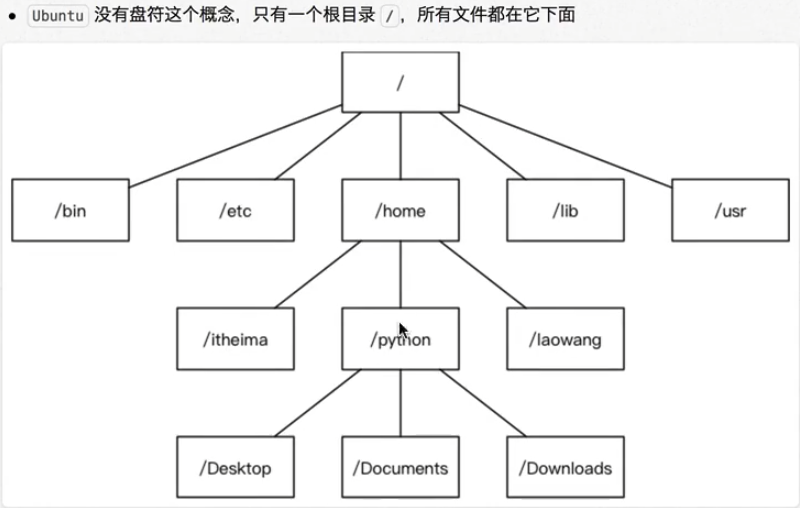 • Ubuntu 没有盘符这个概念，只有一个根目录 /，所有文件都在它下面
/
/bin /etc /home /lib /usr
/itheima /python /laowang
/Desktop /Documents /Downloads